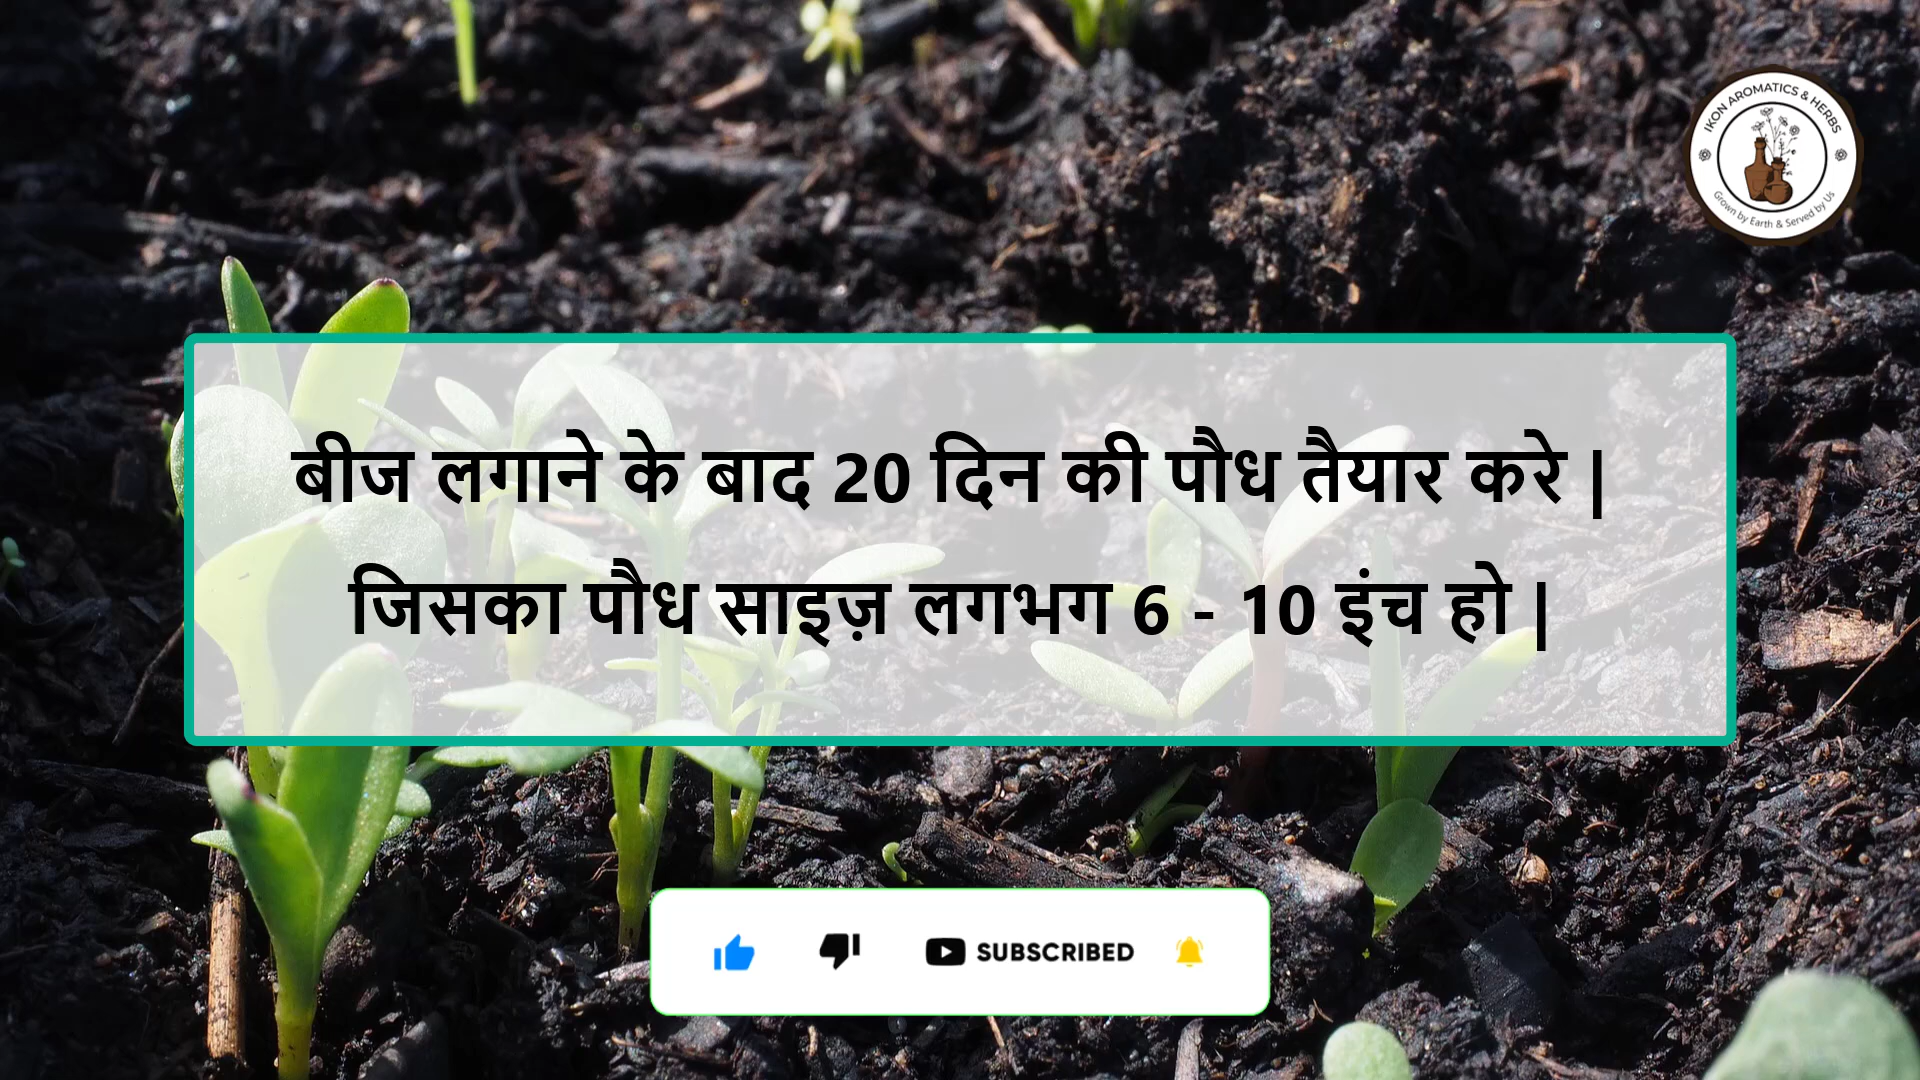 IKON AROMATICS & HERBS
Grown by Earth & Served by Us
बीज लगाने के बाद 20 दिन की पौध तैयार करे |
जिसका पौध साइज़ लगभग 6 - 10 इंच हो |
SUBSCRIBED